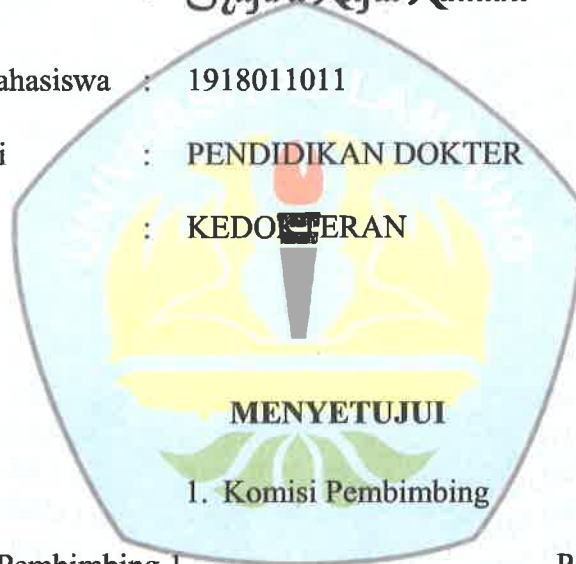 ahasiswa : 1918011011
i : PENDIDIKAN DOKTER
: KEDOKTERAN
MENYETUJUI
1. Komisi Pembimbing
Pembimbing 1